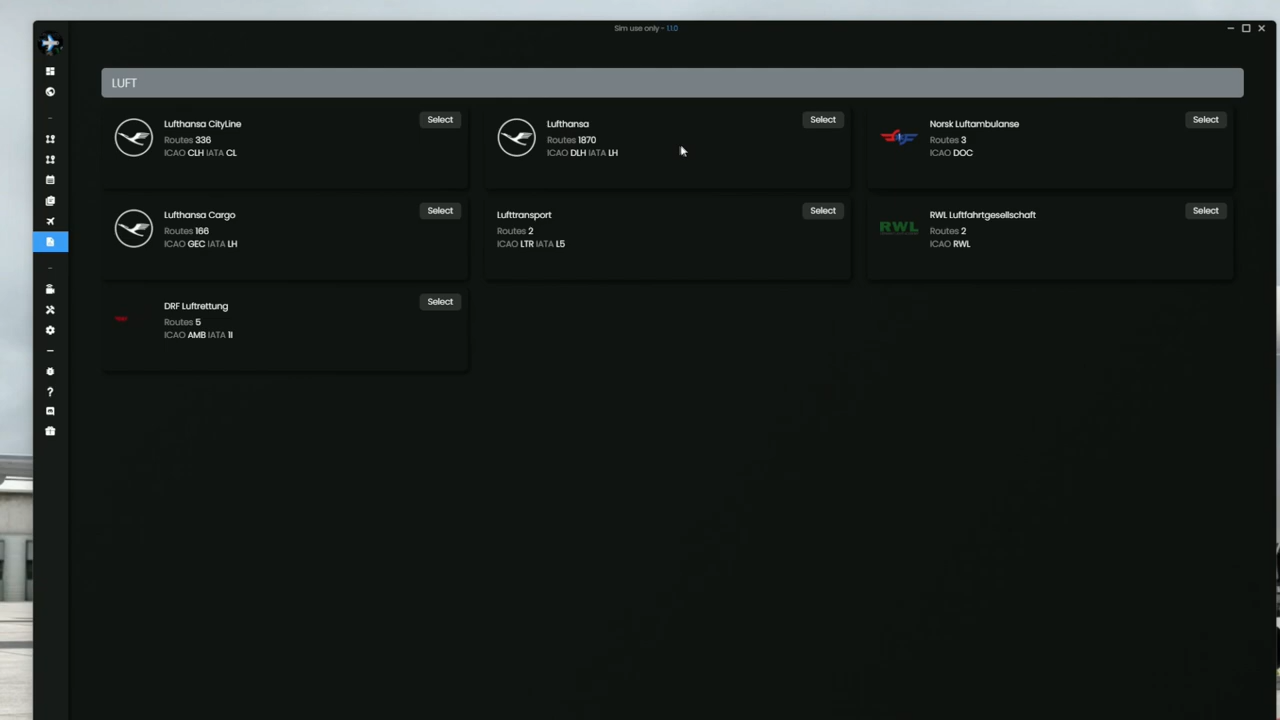 Sim use only - 1.1.0
LUFT
Lufthansa CityLine
Select
Routes 336
ICAO CLH IATA CL
Lufthansa
Select
Routes 1870
ICAO DLH IATA LH
Norsk Luftambulanse
Select
Routes 3
ICAO DOC
Lufthansa Cargo
Select
Routes 166
ICAO GEC IATA LH
Lufttransport
Select
Routes 2
ICAO LTR IATA L5
RWL
RWL Luftfahrtgesellschaft
Select
Routes 2
ICAO RWL
DRF Luftrettung
Select
Routes 5
ICAO AMB IATA 1I